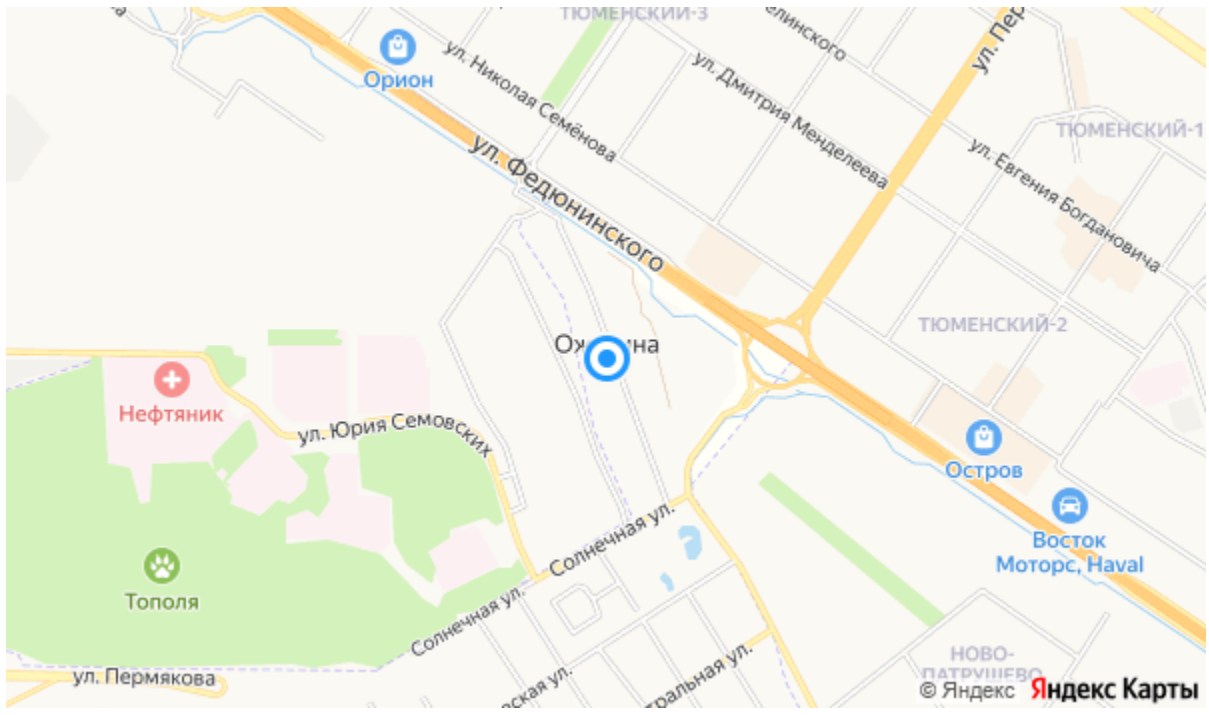 ТЮМЕНСКИЙ-3
Орион
ул. Николая Семёнова
ул. Дмитрия Менделеева
ул. Федюнинского
ТЮМЕНСКИЙ-1
ул. Евгения Богдановича
ТЮМЕНСКИЙ-2
Нефтяник
ул. Юрия Семовских
Остров
Восток
Моторс, Haval
Солнечная ул.
Солнечная ул.
Тополя
ул. Пермякова
НОВО-
ПАТРУШЕВО
© Яндекс Яндекс Карты